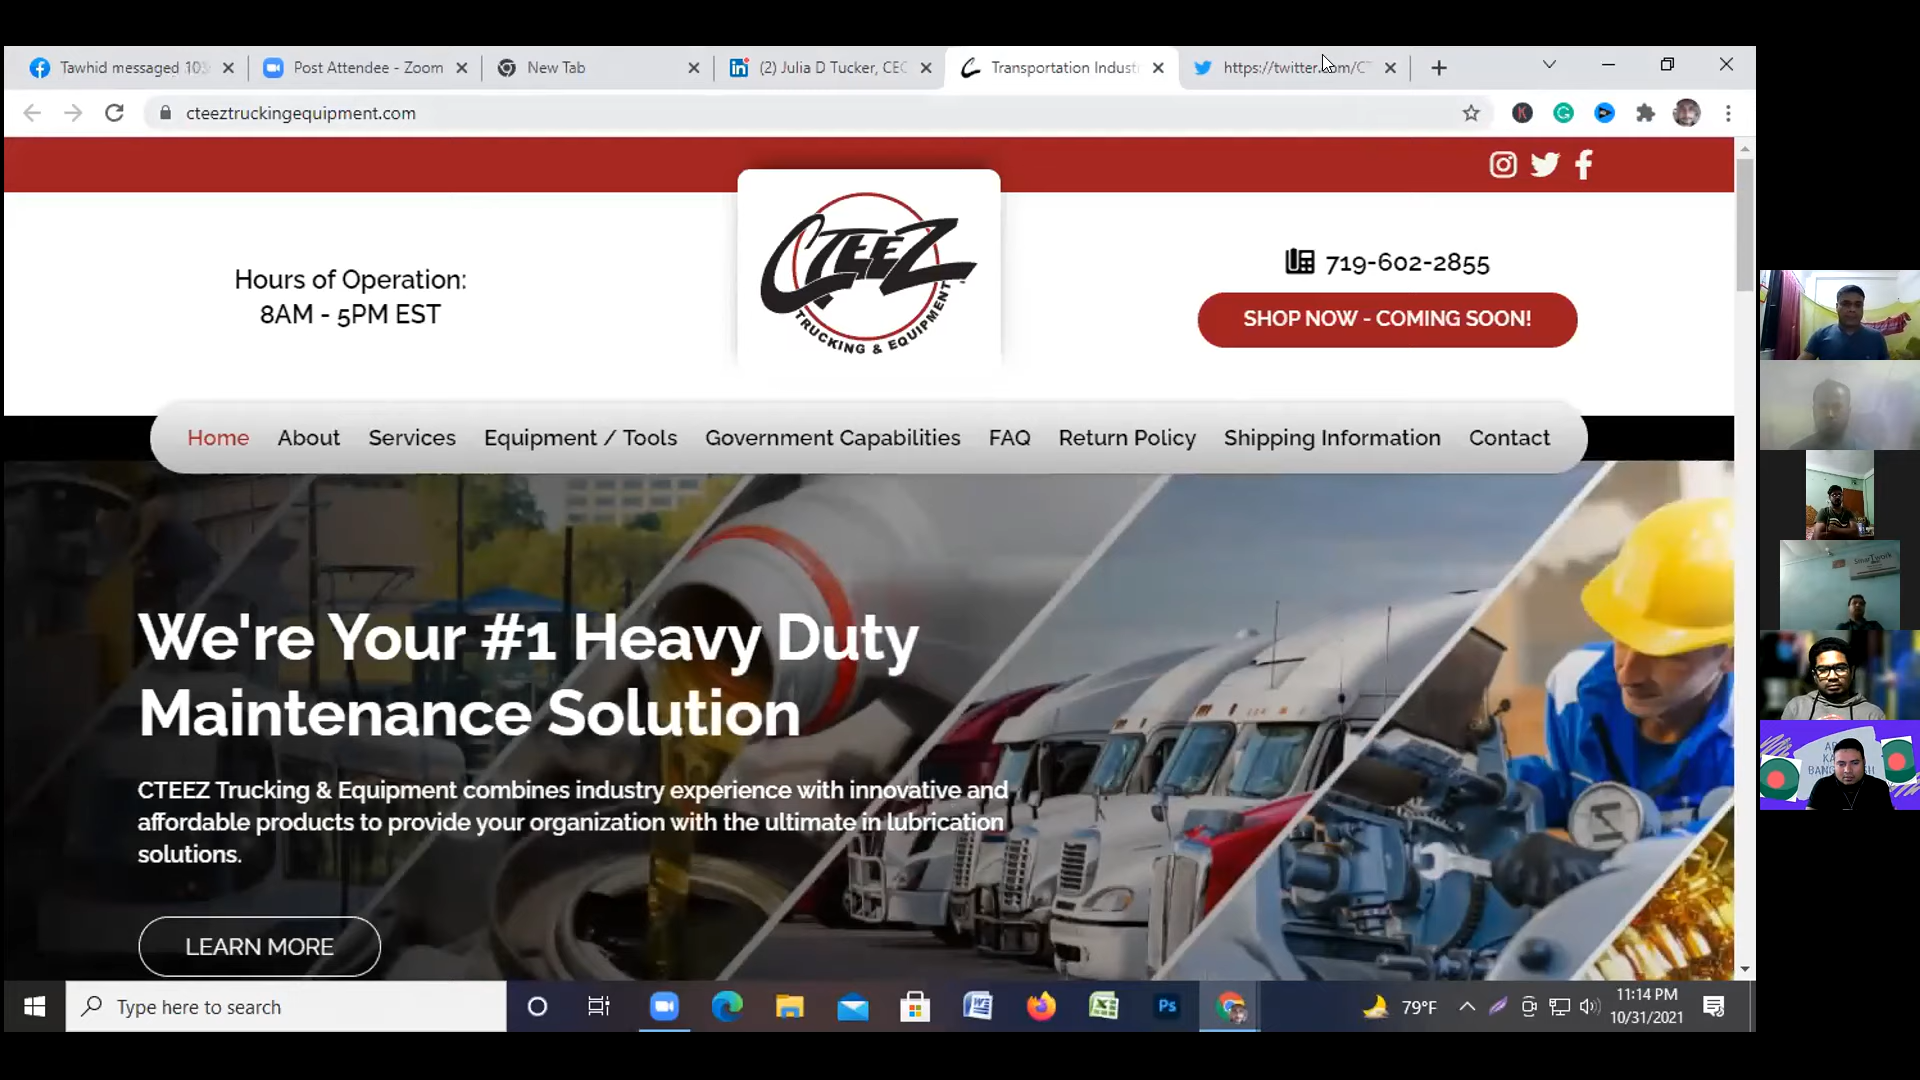 Tawhid messaged 103
Post Attendee - Zoom
New Tab
(2) Julia D Tucker, CEO
Transportation Indust
https://twitter.com/CT
cteeztruckingequipment.com
Hours of Operation:
8AM - 5PM EST
CTEEZ
TRUCKING & EQUIPMENT
719-602-2855
SHOP NOW - COMING SOON!
Home
About
Services
Equipment / Tools
Government Capabilities
FAQ
Return Policy
Shipping Information
Contact
We're Your #1 Heavy Duty
Maintenance Solution
CTEEZ Trucking & Equipment combines industry experience with innovative and
affordable products to provide your organization with the ultimate in lubrication
solutions.
LEARN MORE
Type here to search
Ps
79°F
11:14 PM
10/31/2021